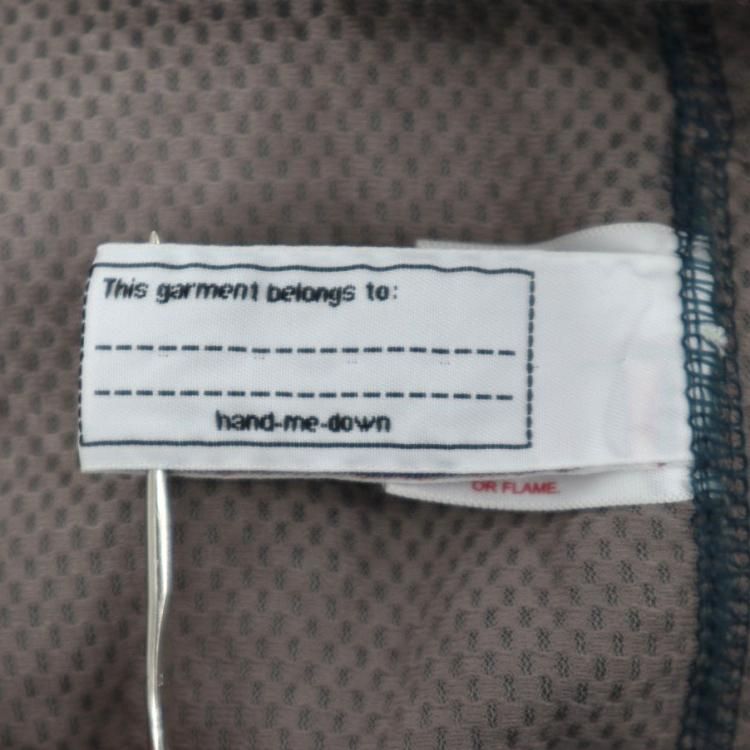 This garment belongs to:
hand-me-down
OR FLAME.